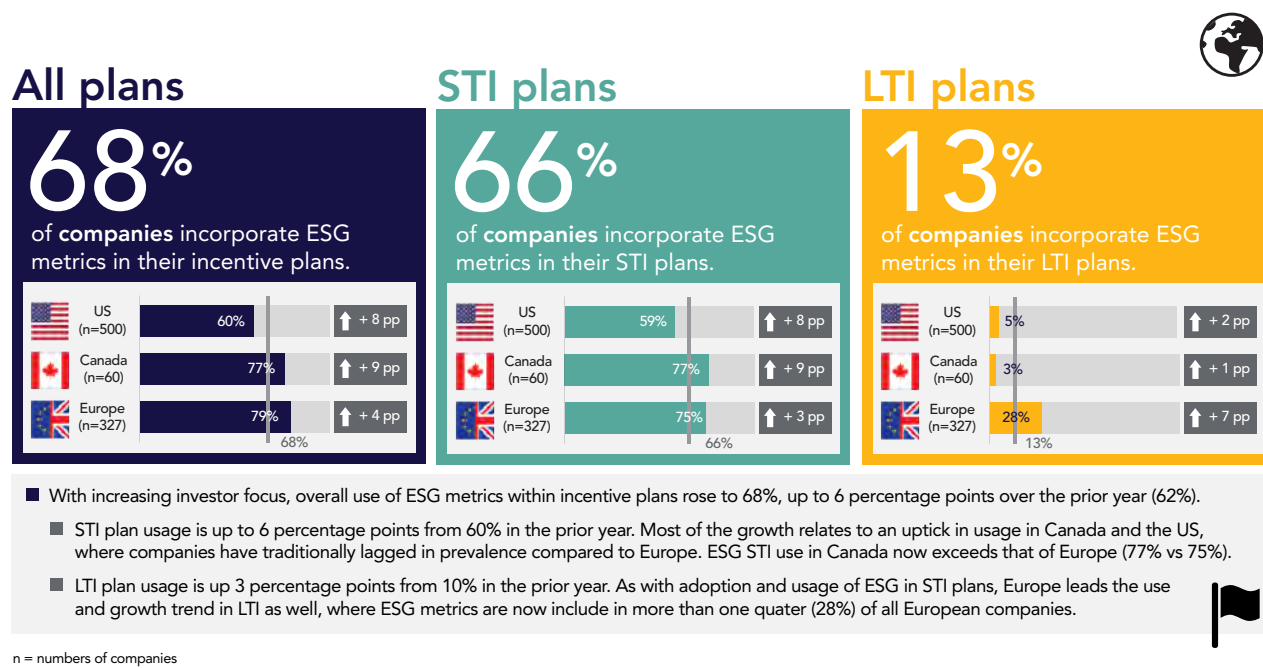 All plans
68%
of companies incorporate ESG
metrics in their incentive plans.
US
(n=500)
60%
+ 8 pp
Canada
(n=60)
77%
+ 9 pp
Europe
(n=327)
79%
+ 4 pp
68%
STI plans
66%
of companies incorporate ESG
metrics in their STI plans.
US
(n=500)
59%
+ 8 pp
Canada
(n=60)
77%
+ 9 pp
Europe
(n=327)
75%
+ 3 pp
66%
LTI plans
13%
of companies incorporate ESG
metrics in their LTI plans.
US
(n=500)
5%
+ 2 pp
Canada
(n=60)
3%
+ 1 pp
Europe
(n=327)
28%
+ 7 pp
13%
With increasing investor focus, overall use of ESG metrics within incentive plans rose to 68%, up to 6 percentage points over the prior year (62%).
STI plan usage is up to 6 percentage points from 60% in the prior year. Most of the growth relates to an uptick in usage in Canada and the US,
where companies have traditionally lagged in prevalence compared to Europe. ESG STI use in Canada now exceeds that of Europe (77% vs 75%).
LTI plan usage is up 3 percentage points from 10% in the prior year. As with adoption and usage of ESG in STI plans, Europe leads the use
and growth trend in LTI as well, where ESG metrics are now include in more than one quater (28%) of all European companies.
n = numbers of companies